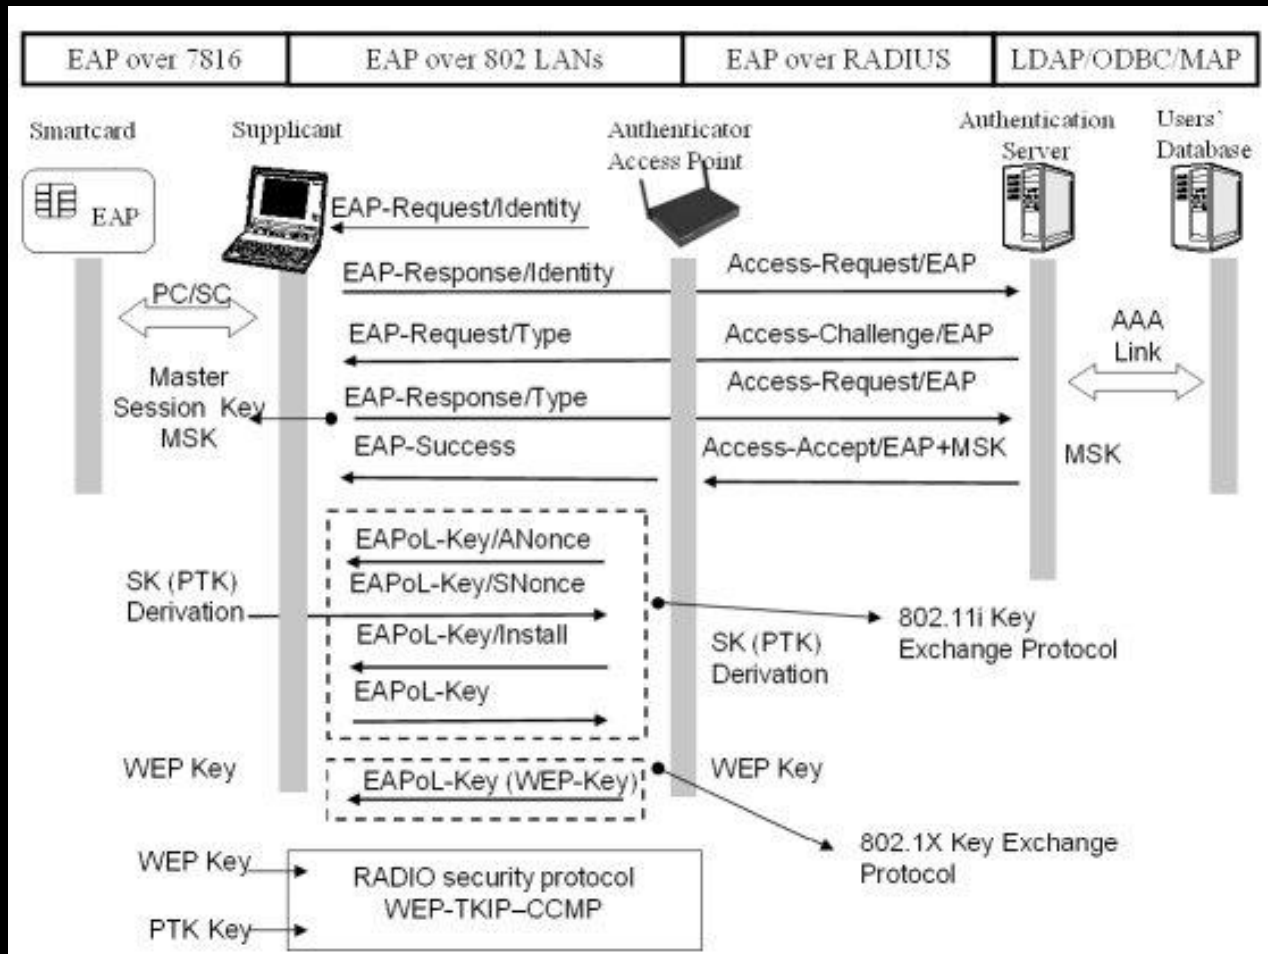 EAP over 7816
EAP over 802 LANs
EAP over RADIUS
LDAP/ODBC/MAP
Smartcard
Supplicant
Authenticator
Access Point
Authentication
Server
Users'
Database
EAP
EAP-Request/Identity
EAP-Response/Identity
Access-Request/EAP
PC/SC
EAP-Request/Type
Access-Challenge/EAP
AAA
Link
Master
Session Key
MSK
EAP-Response/Type
Access-Request/EAP
EAP-Success
Access-Accept/EAP+MSK
MSK
EAPoL-Key/ANonce
SK (PTK)
Derivation
EAPoL-Key/SNonce
802.11i Key
Exchange Protocol
EAPoL-Key/Install
SK (PTK)
Derivation
EAPoL-Key
WEP Key
EAPoL-Key (WEP-Key)
WEP Key
802.1X Key Exchange
Protocol
WEP Key
RADIO security protocol
WEP-TKIP–CCMP
PTK Key